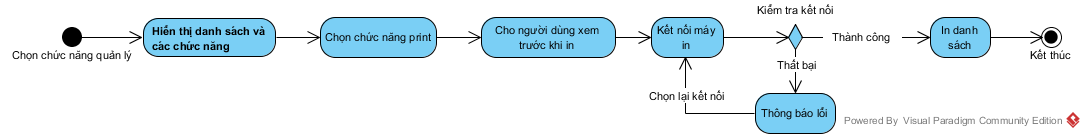 Chọn chức năng quản lý
Hiển thị danh sách và
các chức năng
Chọn chức năng print
Cho người dùng xem
trước khi in
Kết nối máy
in
Kiểm tra kết nối
Thành công
In danh
sách
Kết thúc
Thất bại
Chọn lại kết nối
Thông báo lỗi
Powered By Visual Paradigm Community Edition